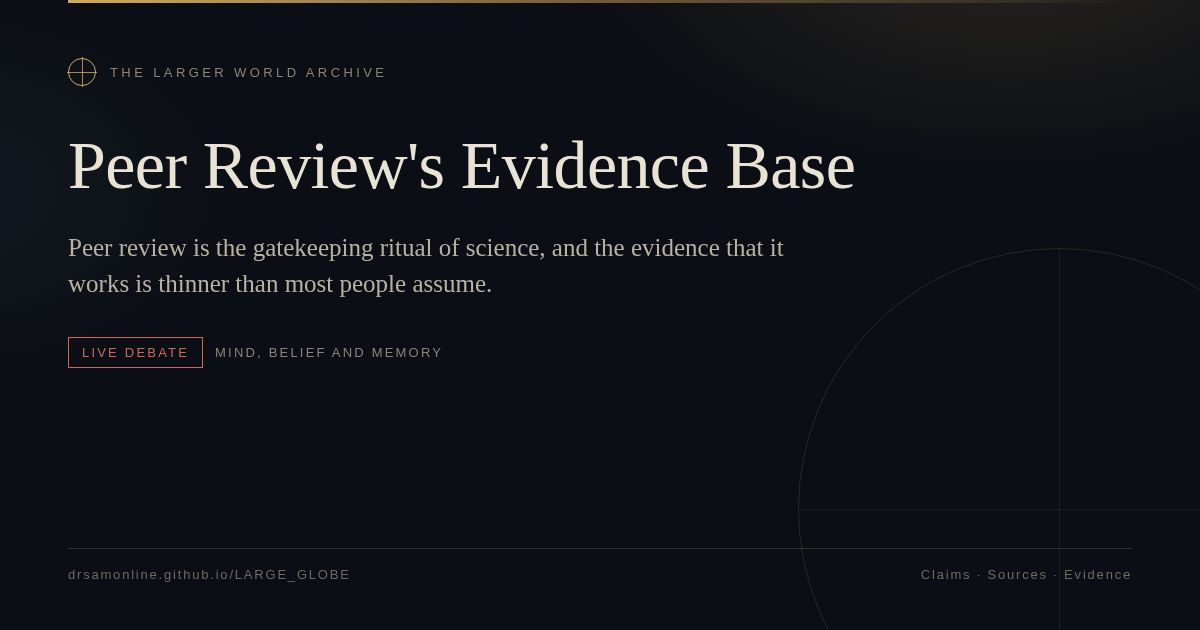 THE LARGER WORLD ARCHIVE
Peer Review's Evidence Base
Peer review is the gatekeeping ritual of science, and the evidence that it
works is thinner than most people assume.
LIVE DEBATE
MIND, BELIEF AND MEMORY
drsamonline.github.io/LARGE_GLOBE
Claims · Sources · Evidence